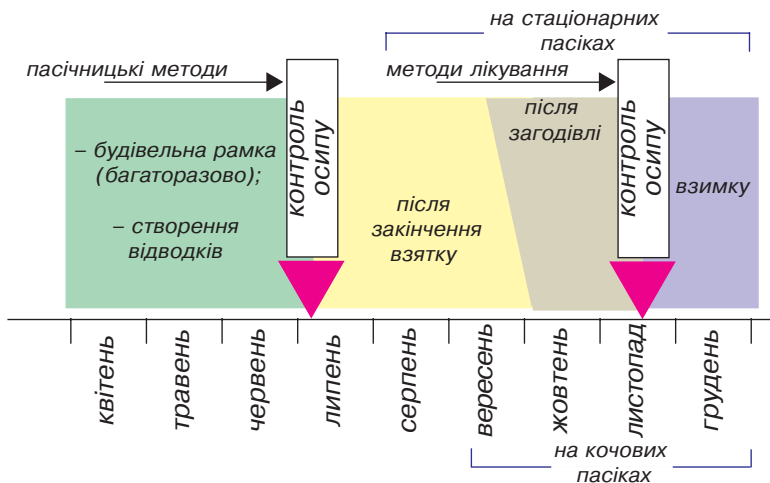 на стаціонарних
пасіках
пасічницькі методи
методи лікування
контроль
осипу
– будівельна рамка
(багаторазово);
– створення
відводків
після
закінчення
взятку
після
загодівлі
контроль
осипу
взимку
квітень
травень
червень
липень
серпень
вересень
жовтень
листопад
грудень
на кочових
пасіках